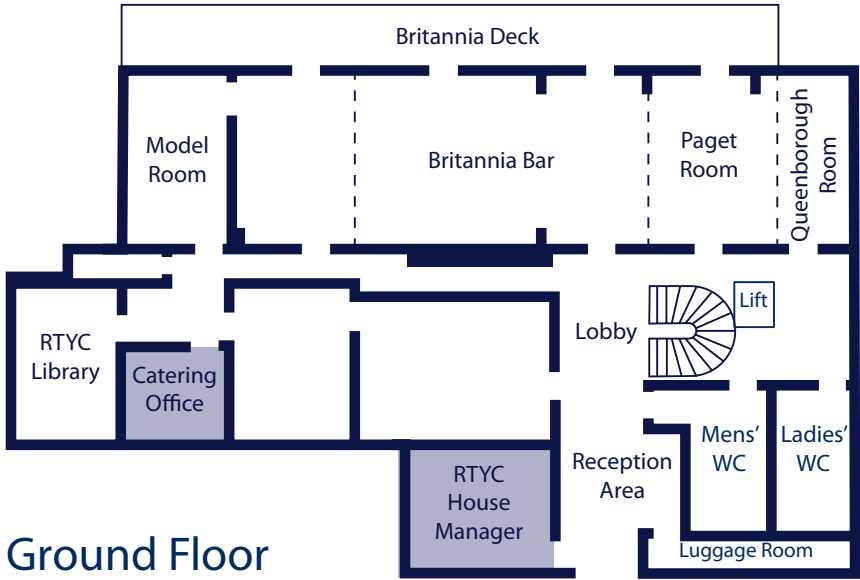 Britannia Deck
Model
Room
Britannia Bar
Paget
Room
Queenborough
Room
Lift
Lobby
RTYC
Library
Catering
Office
Mens'
WC
Ladies'
WC
Reception
Area
RTYC
House
Manager
Luggage Room
Ground Floor